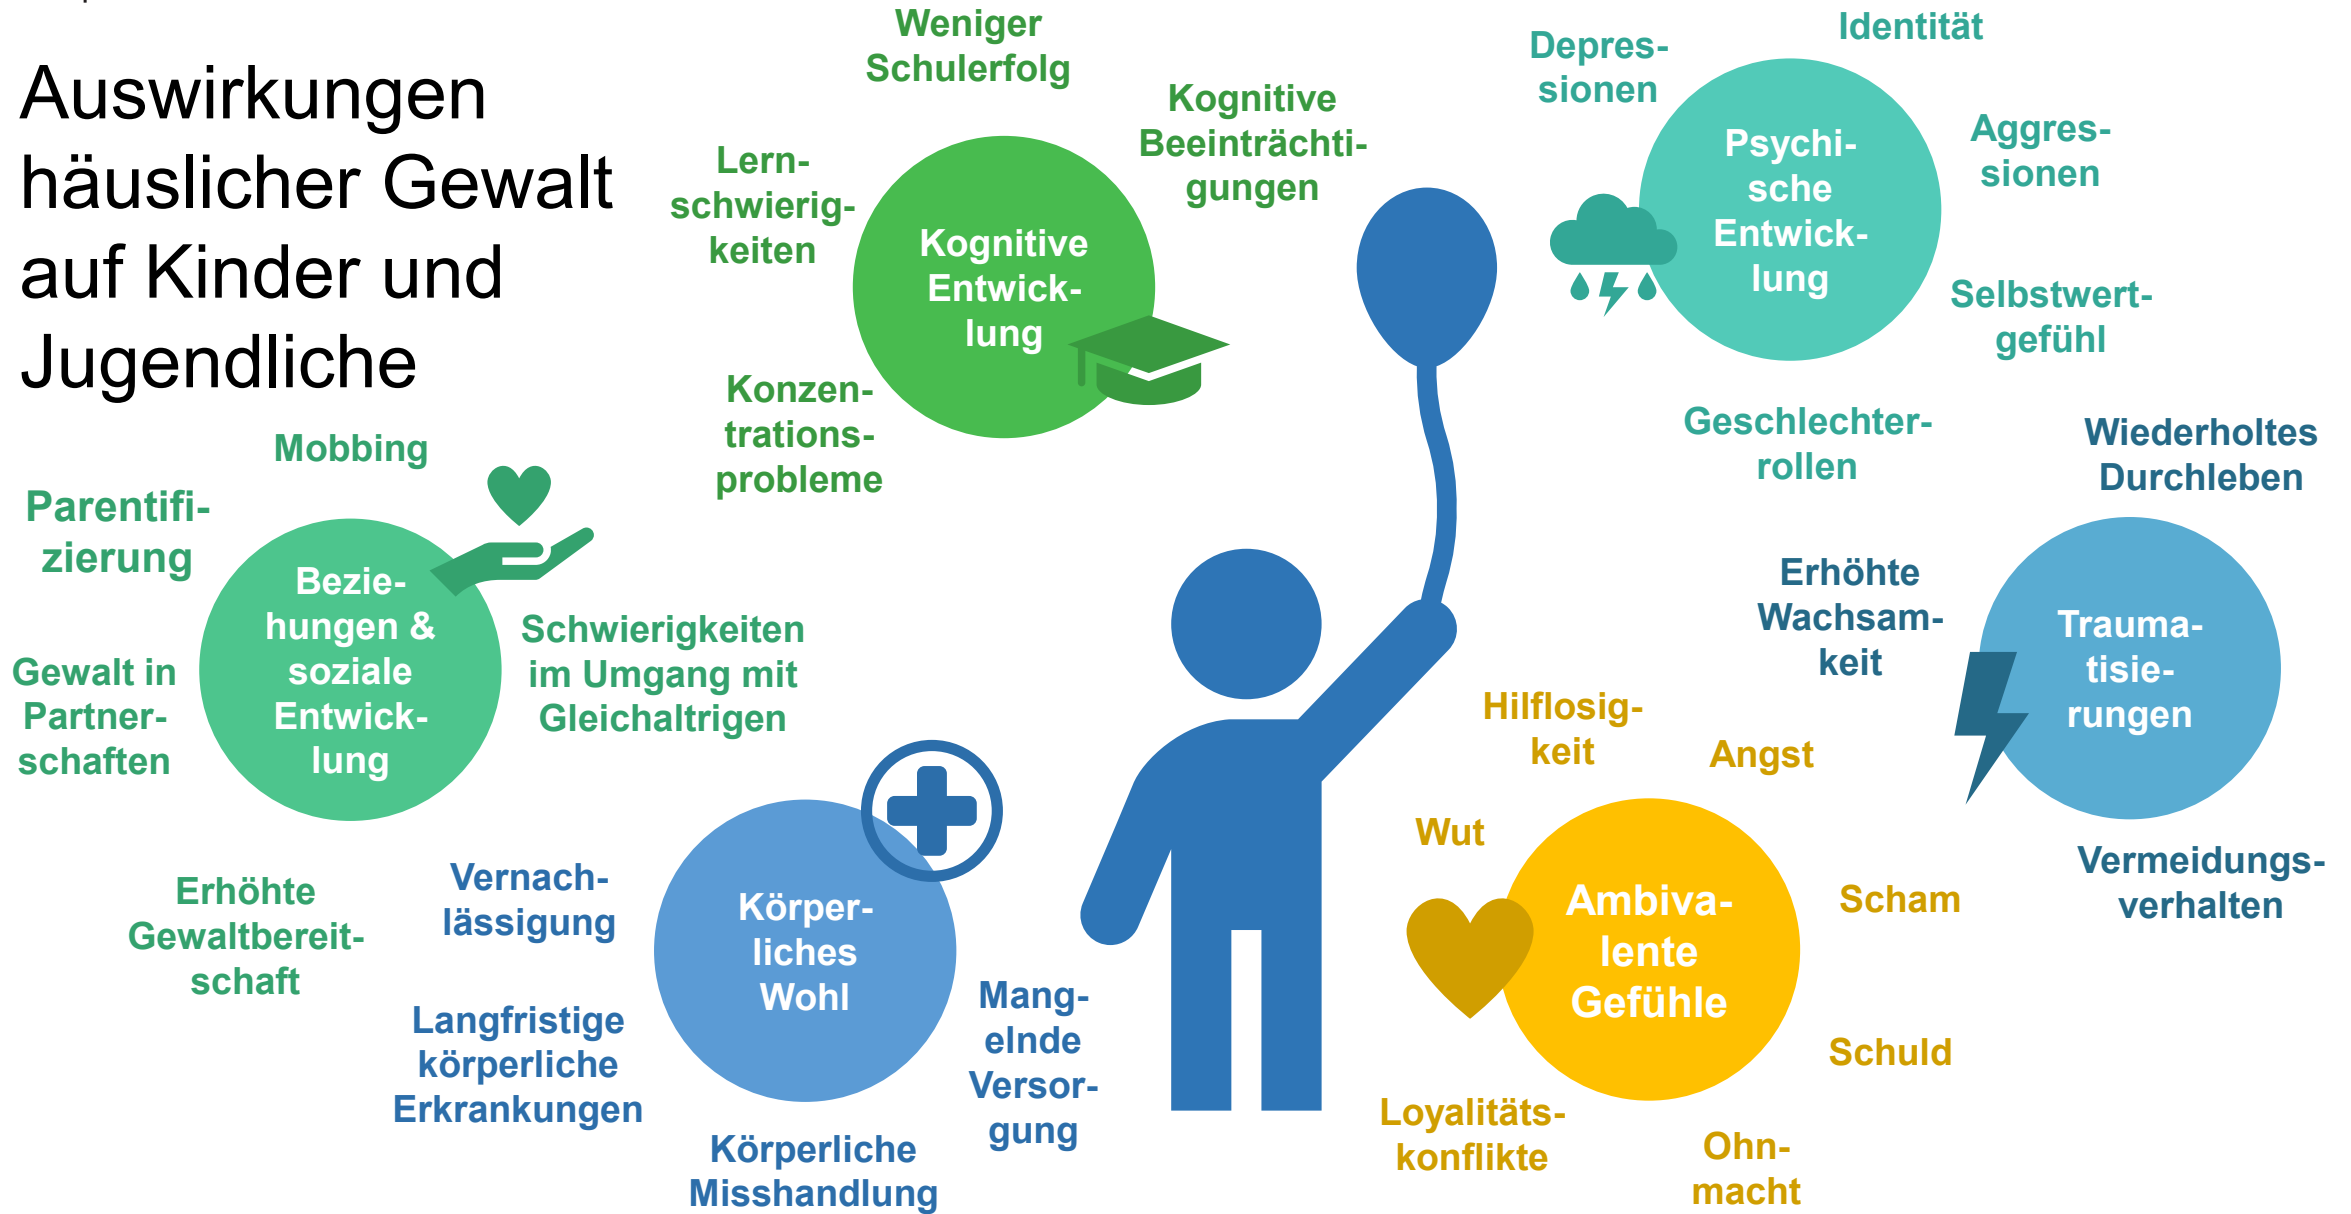 Auswirkungen
häuslicher Gewalt
auf Kinder und
Jugendliche
Weniger
Schulerfolg
Kognitive
Beeinträchti-
gungen
Lern-
schwierig-
keiten
Kognitive
Entwick-
lung
Konzen-
trations-
probleme
Depres-
sionen
Identität
Aggres-
sionen
Psychi-
sche
Entwick-
lung
Selbstwert-
gefühl
Geschlechter-
rollen
Mobbing
Parentifi-
zierung
Bezie-
hungen &
soziale
Entwick-
lung
Schwierigkeiten
im Umgang mit
Gleichaltrigen
Gewalt in
Partner-
schaften
Erhöhte
Gewaltbereit-
schaft
Wiederholtes
Durchleben
Erhöhte
Wachsam-
keit
Trauma-
tisie-
rungen
Vermeidungs-
verhalten
Vernach-
lässigung
Körper-
liches
Wohl
Langfristige
körperliche
Erkrankungen
Mang-
elnde
Versor-
gung
Körperliche
Misshandlung
Hilflosig-
keit
Angst
Wut
Ambiva-
lente
Gefühle
Scham
Schuld
Loyalitäts-
konflikte
Ohn-
macht